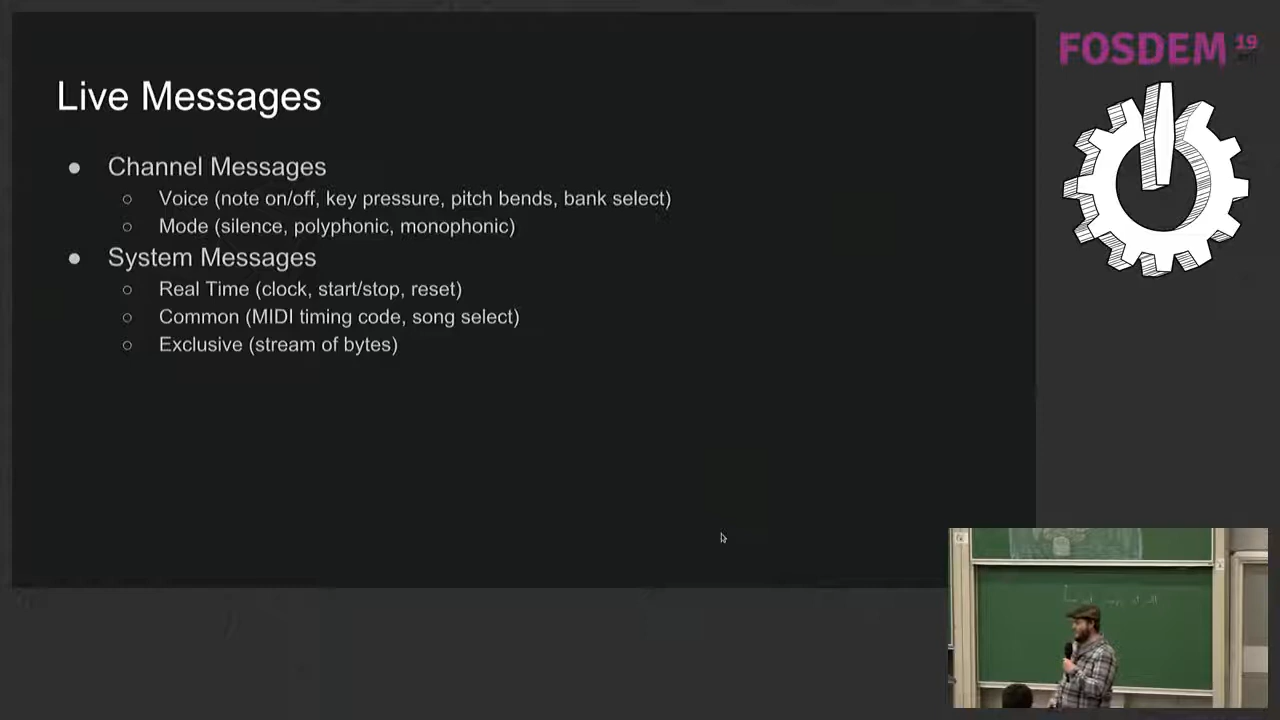 Live Messages
● Channel Messages
○ Voice (note on/off, key pressure, pitch bends, bank select)
○ Mode (silence, polyphonic, monophonic)
● System Messages
○ Real Time (clock, start/stop, reset)
○ Common (MIDI timing code, song select)
○ Exclusive (stream of bytes)
FOSDEM 19